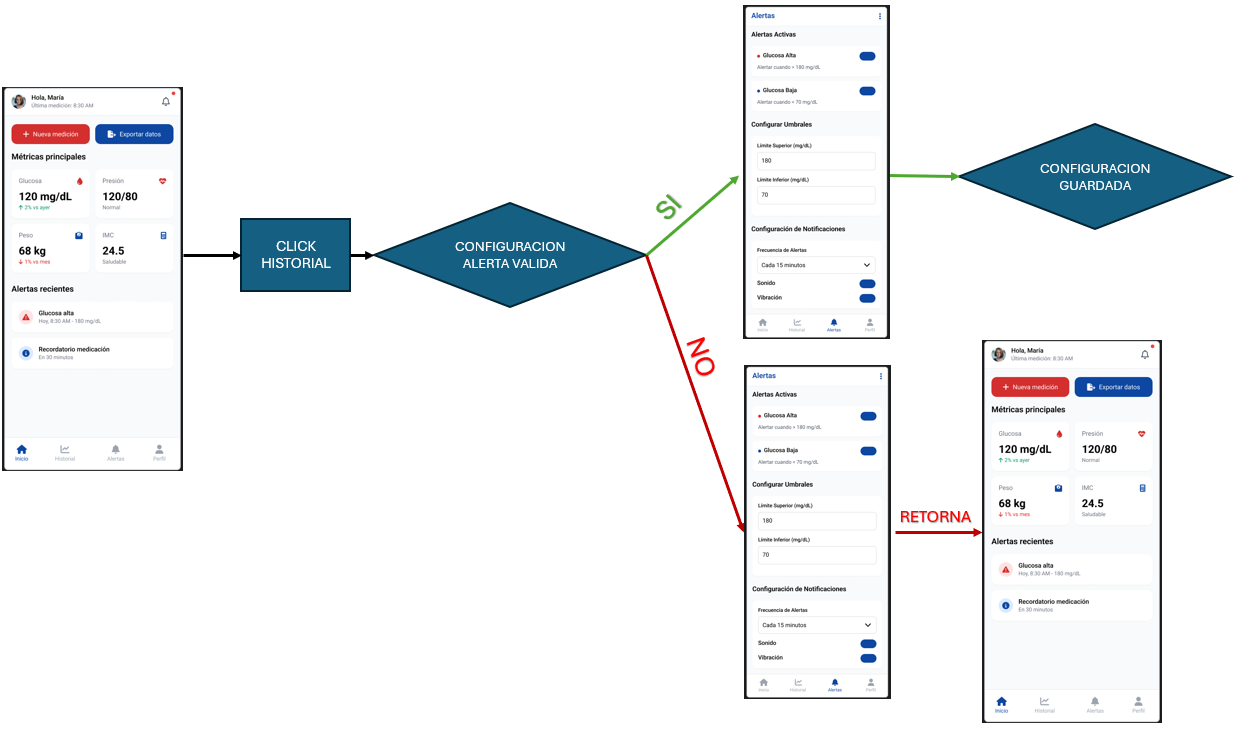 Hola, María
Última medición: 8:30 AM
Nueva medición
Exportar datos
Métricas principales
Glucosa
Presión
120 mg/dL
120/80
↑ 2% vs ayer
Normal
Peso
IMC
68 kg
24.5
↓ 1% vs mes
Saludable
Alertas recientes
Glucosa alta
Hoy, 8:30 AM - 180 mg/dL
Recordatorio medicación
En 30 minutos
Inicio
Historial
Alertas
Perfil
CLICK
HISTORIAL
CONFIGURACION
ALERTA VALIDA
SI
NO
Alertas
Alertas Activas
Glucosa Alta
Alertar cuando > 180 mg/dL
Glucosa Baja
Alertar cuando < 70 mg/dL
Configurar Umbrales
Límite Superior (mg/dL)
180
Límite Inferior (mg/dL)
70
Configuración de Notificaciones
Frecuencia de Alertas
Cada 15 minutos
Sonido
Vibración
Inicio
Historial
Alertas
Perfil
CONFIGURACION
GUARDADA
Alertas
Alertas Activas
Glucosa Alta
Alertar cuando > 180 mg/dL
Glucosa Baja
Alertar cuando < 70 mg/dL
Configurar Umbrales
Límite Superior (mg/dL)
180
Límite Inferior (mg/dL)
70
Configuración de Notificaciones
Frecuencia de Alertas
Cada 15 minutos
Sonido
Vibración
Inicio
Historial
Alertas
Perfil
RETORNA
Hola, María
Última medición: 8:30 AM
Nueva medición
Exportar datos
Métricas principales
Glucosa
Presión
120 mg/dL
120/80
↑ 2% vs ayer
Normal
Peso
IMC
68 kg
24.5
↓ 1% vs mes
Saludable
Alertas recientes
Glucosa alta
Hoy, 8:30 AM - 180 mg/dL
Recordatorio medicación
En 30 minutos
Inicio
Historial
Alertas
Perfil